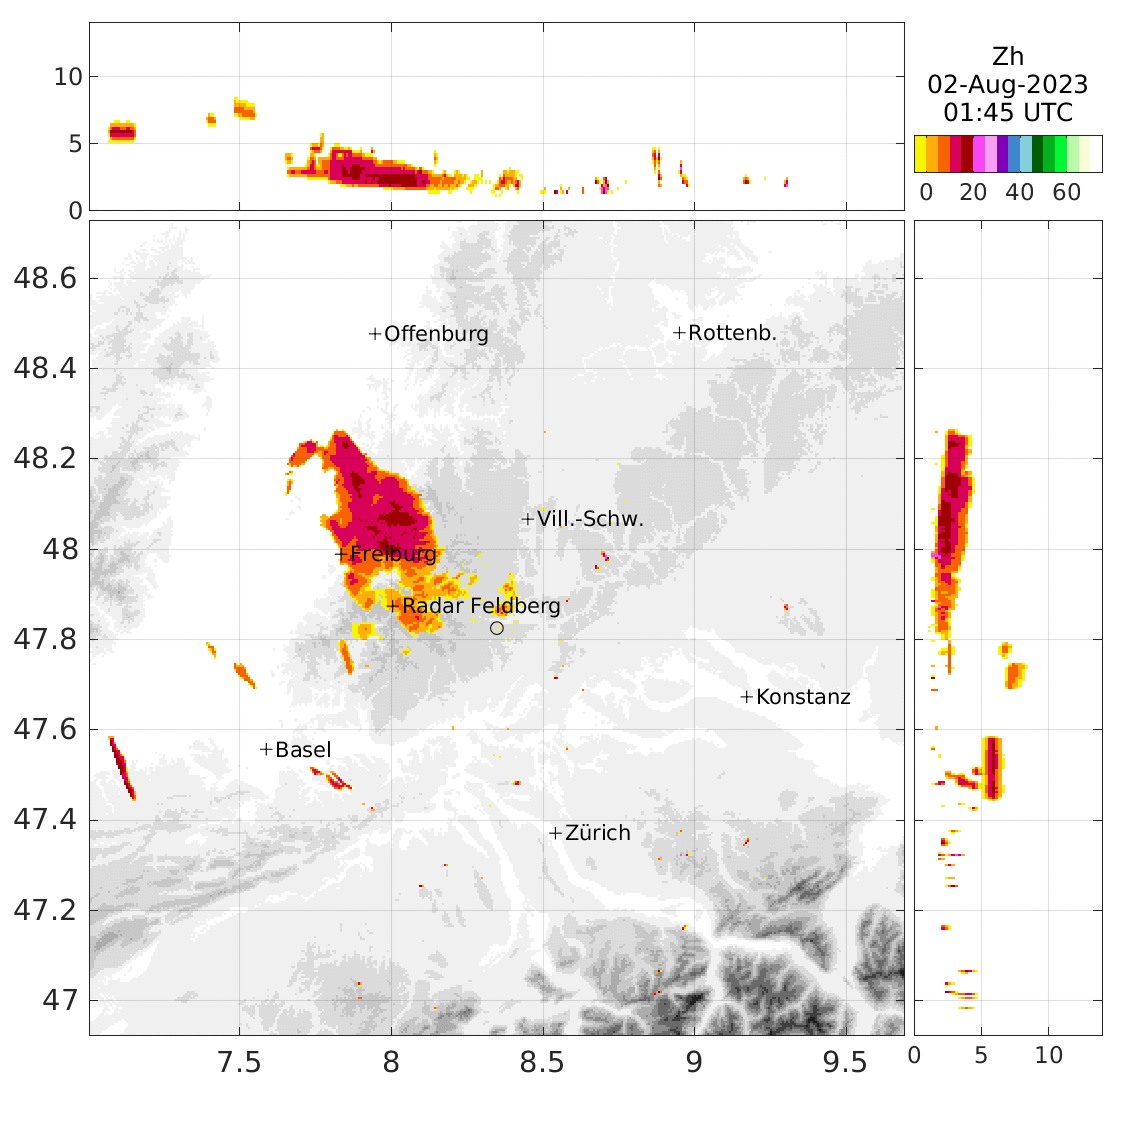 Zh
02-Aug-2023
01:45 UTC
0 20 40 60
10
5
0
48.6
48.4
48.2
48
47.8
47.6
47.4
47.2
47
+Offenburg
+Rottenb.
+Vill.-Schw.
+Freiburg
+Radar Feldberg
+Konstanz
+Basel
+Zürich
7.5 8 8.5 9 9.5
0 5 10